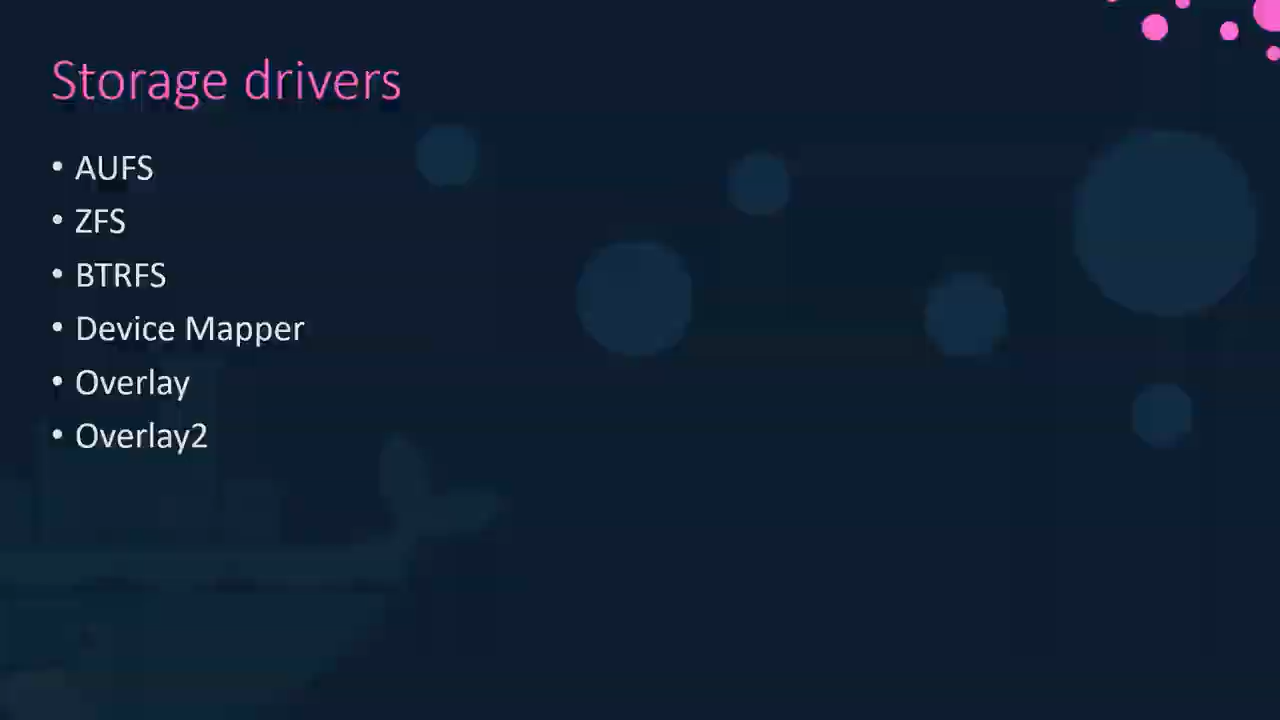 Storage drivers
• AUFS
• ZFS
• BTRFS
• Device Mapper
• Overlay
• Overlay2